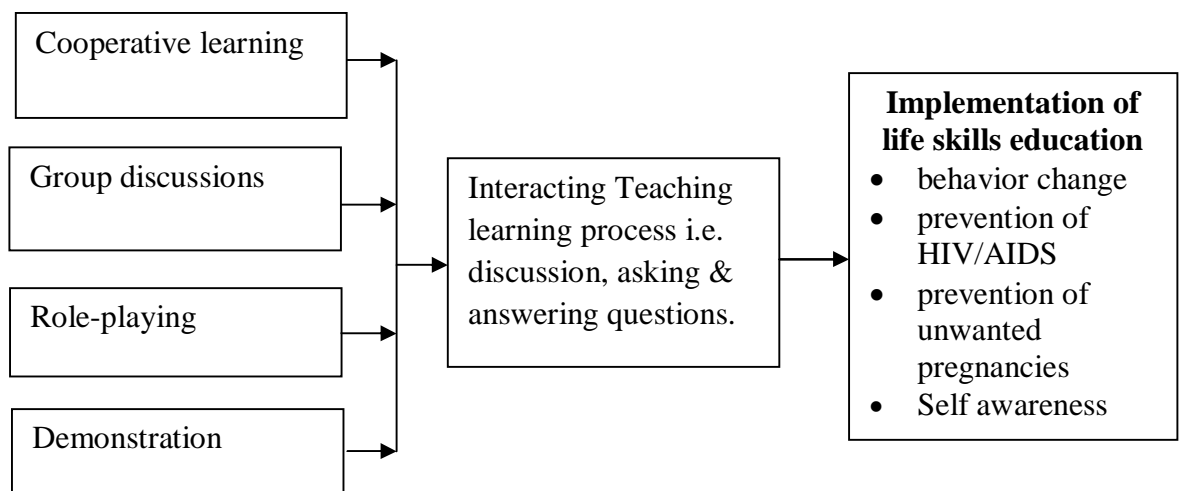 Cooperative learning
Group discussions
Role-playing
Demonstration
Interacting Teaching
learning process i.e.
discussion, asking &
answering questions.
Implementation of
life skills education
• behavior change
• prevention of
HIV/AIDS
• prevention of
unwanted
pregnancies
• Self awareness